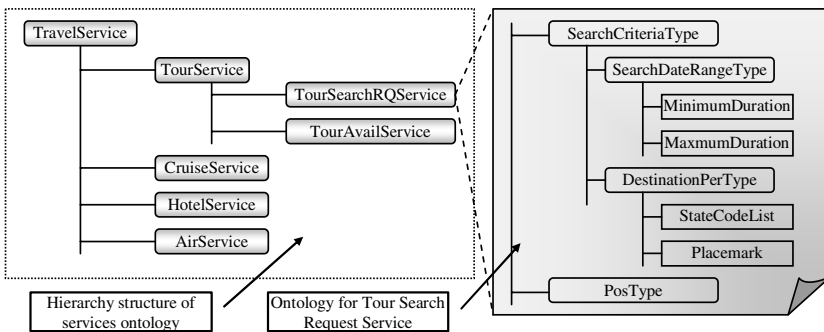 TravelService
TourService
TourSearchRQService
TourAvailService
CruiseService
HotelService
AirService
Hierarchy structure of
services ontology
SearchCriteriaType
SearchDateRangeType
MinimumDuration
MaxmumDuration
DestinationPerType
StateCodeList
Placemark
PosType
Ontology for Tour Search
Request Service